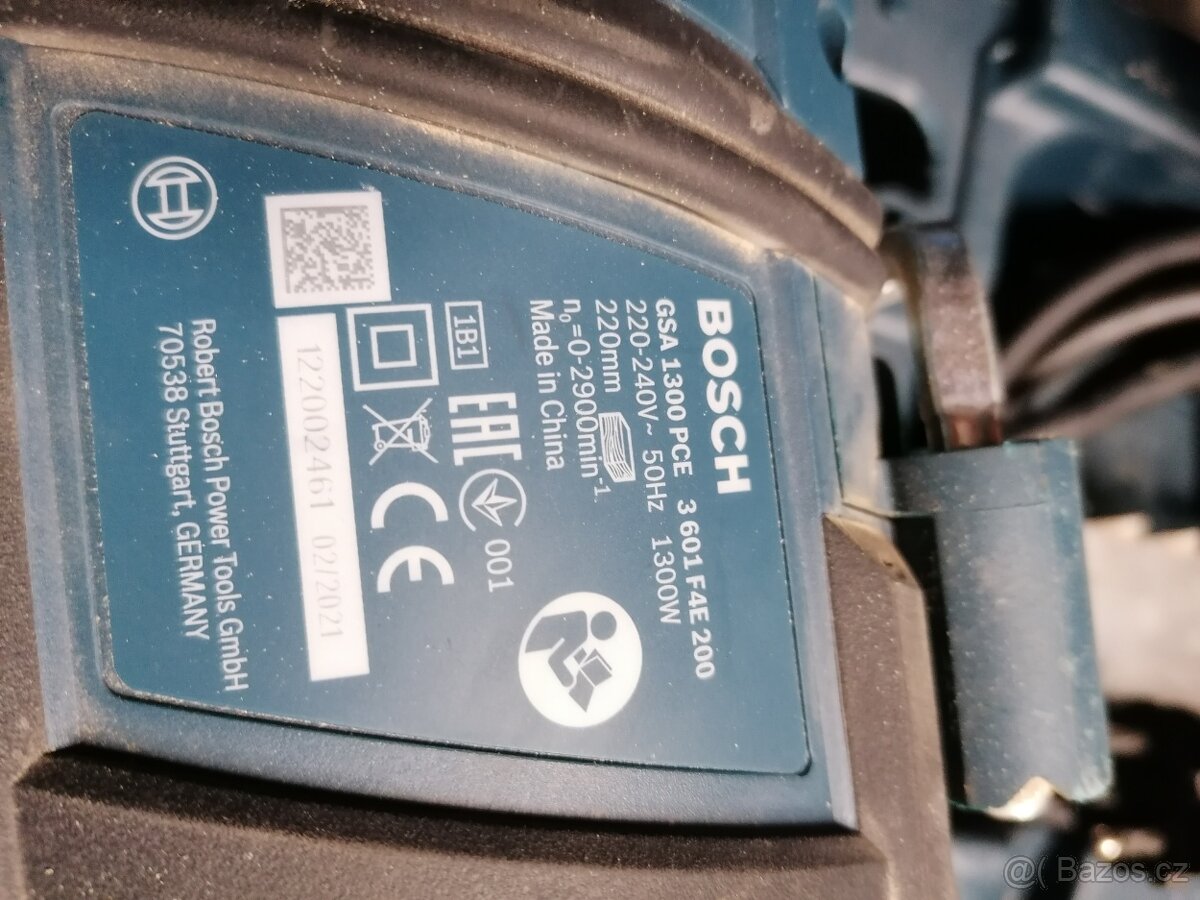 BOSCH
GSA 1300 PCE 3 601 F4E 200
220-240V~ 50Hz 1300W
220mm
n₀=0-2900min⁻¹
Made in China
1B1 EAC 001
CE
122002461 02/2021
Robert Bosch Power Tools GmbH
70538 Stuttgart, GERMANY
@( Bazos.cz